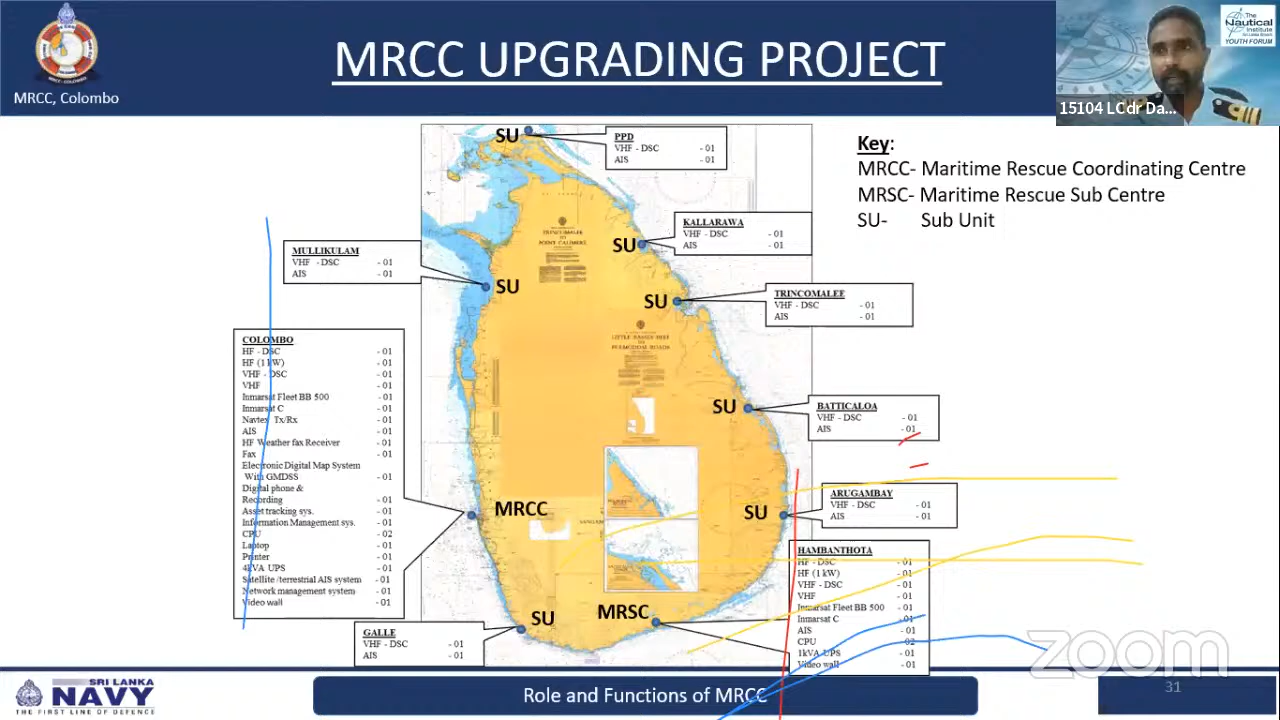 MRCC UPGRADING PROJECT
MRCC, Colombo
The
Nautical
Institute
YOUTH FORUM
15104 LCdr Da...
Key:
MRCC- Maritime Rescue Coordinating Centre
MRSC- Maritime Rescue Sub Centre
SU- Sub Unit
SU
PPD
VHF - DSC - 01
AIS - 01
SU
KALLARAWA
VHF - DSC - 01
AIS - 01
MULLIKULAM
VHF - DSC - 01
AIS - 01
SU
SU
TRINCOMALEE
VHF - DSC - 01
AIS - 01
COLOMBO
HF - DSC - 01
HF (1 kW) - 01
VHF - DSC - 01
VHF - 01
Inmarsat Fleet BB 500 - 01
Inmarsat C - 01
Navtex Tx/Rx - 01
AIS - 01
HF Weather fax Receiver - 01
Fax - 01
Electronic Digital Map System
With GMDSS - 01
Digital phone &
Recording - 01
Asset tracking sys. - 01
Information Management sys. - 01
CPU - 02
Laptop - 01
Printer - 01
4kVA UPS - 01
Satellite /terrestrial AIS system - 01
Network management system - 01
Video wall - 01
MRCC
SU
BATTICALOA
VHF - DSC - 01
AIS - 01
SU
ARUGAMBAY
VHF - DSC - 01
AIS - 01
HAMBANTHOTA
HF - DSC - 01
HF (1 kW) - 01
VHF - DSC - 01
VHF - 01
Inmarsat Fleet BB 500 - 01
Inmarsat C - 01
AIS - 01
CPU - 02
1kVA UPS - 01
Video wall - 01
MRSC
SU
GALLE
VHF - DSC - 01
AIS - 01
zoom
SRI LANKA
NAVY
THE FIRST LINE OF DEFENCE
Role and Functions of MRCC
31